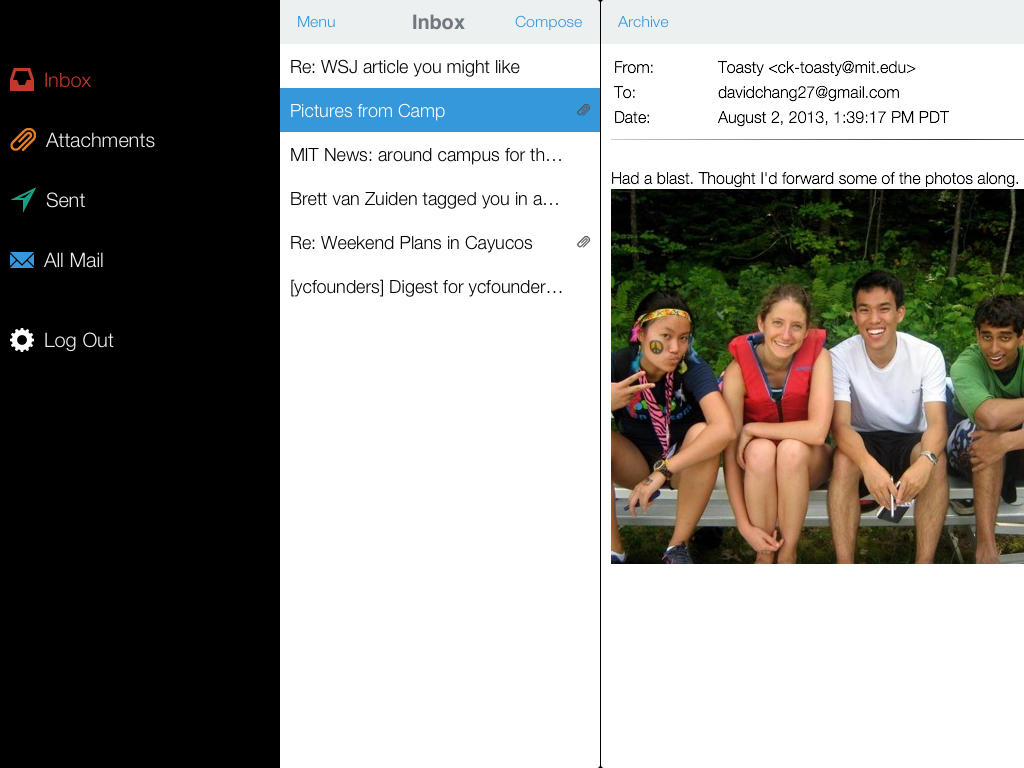 Inbox
Attachments
Sent
All Mail
Log Out
Menu Inbox Compose
Re: WSJ article you might like
Pictures from Camp
MIT News: around campus for th...
Brett van Zuiden tagged you in a...
Re: Weekend Plans in Cayucos
[ycfounders] Digest for ycfounder...
Archive
From: Toasty <ck-toasty@mit.edu>
To: davidchang27@gmail.com
Date: August 2, 2013, 1:39:17 PM PDT
Had a blast. Thought I'd forward some of the photos along.